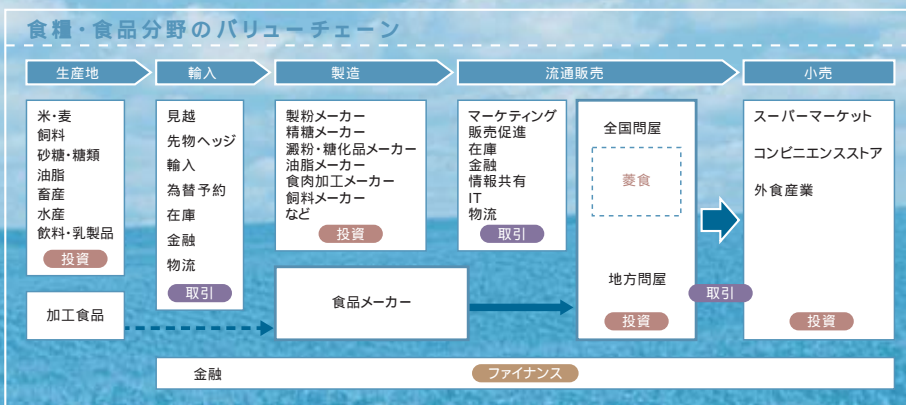 食糧・食品分野のバリューチェーン
生産地
輸入
製造
流通販売
小売
米・麦
飼料
砂糖・糖類
油脂
畜産
水産
飲料・乳製品
投資
加工食品
見越
先物ヘッジ
輸入
為替予約
在庫
金融
物流
取引
製粉メーカー
精糖メーカー
澱粉・糖化品メーカー
油脂メーカー
食肉加工メーカー
飼料メーカー
など
投資
食品メーカー
マーケティング
販売促進
在庫
金融
情報共有
IT
物流
取引
全国問屋
菱食
地方問屋
投資
取引
スーパーマーケット
コンビニエンスストア
外食産業
投資
金融
ファイナンス